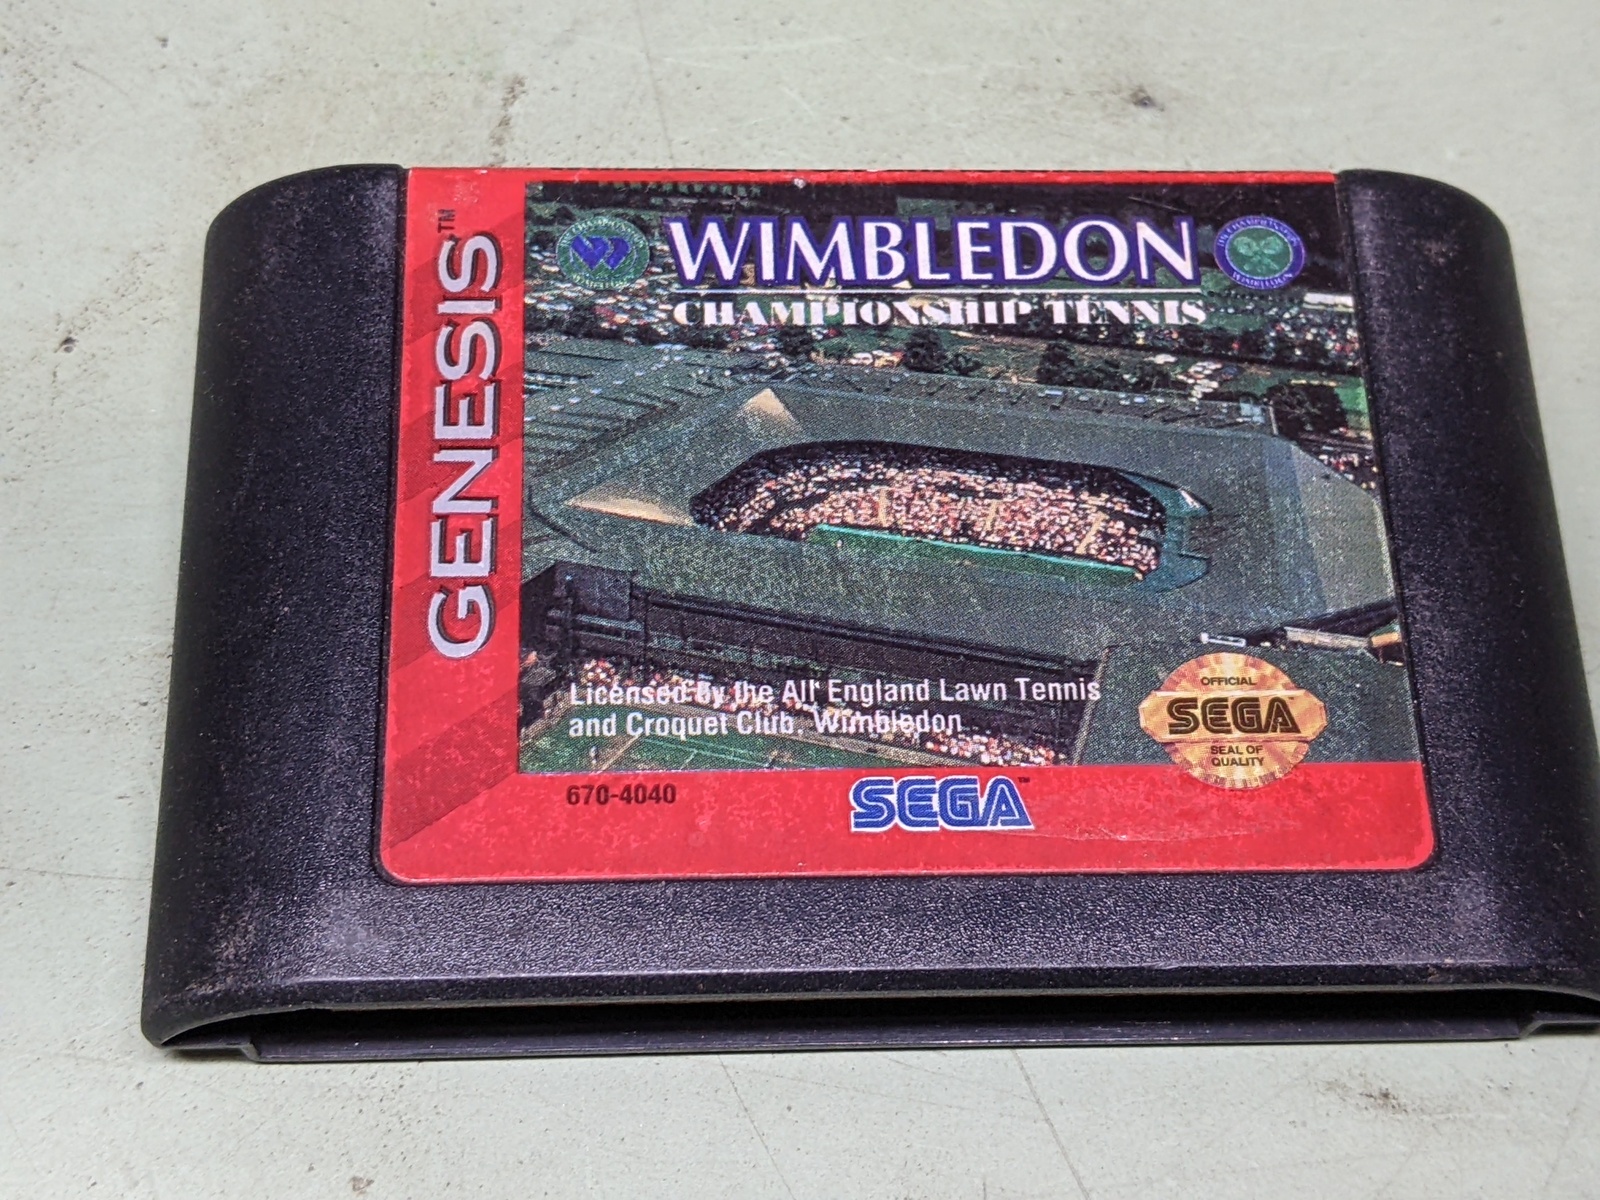 GENESIS™
WIMBLEDON
CHAMPIONSHIP TENNIS
Licensed By the All England Lawn Tennis
and Croquet Club, Wimbledon
OFFICIAL
SEGA
SEAL OF
QUALITY
670-4040
SEGA™